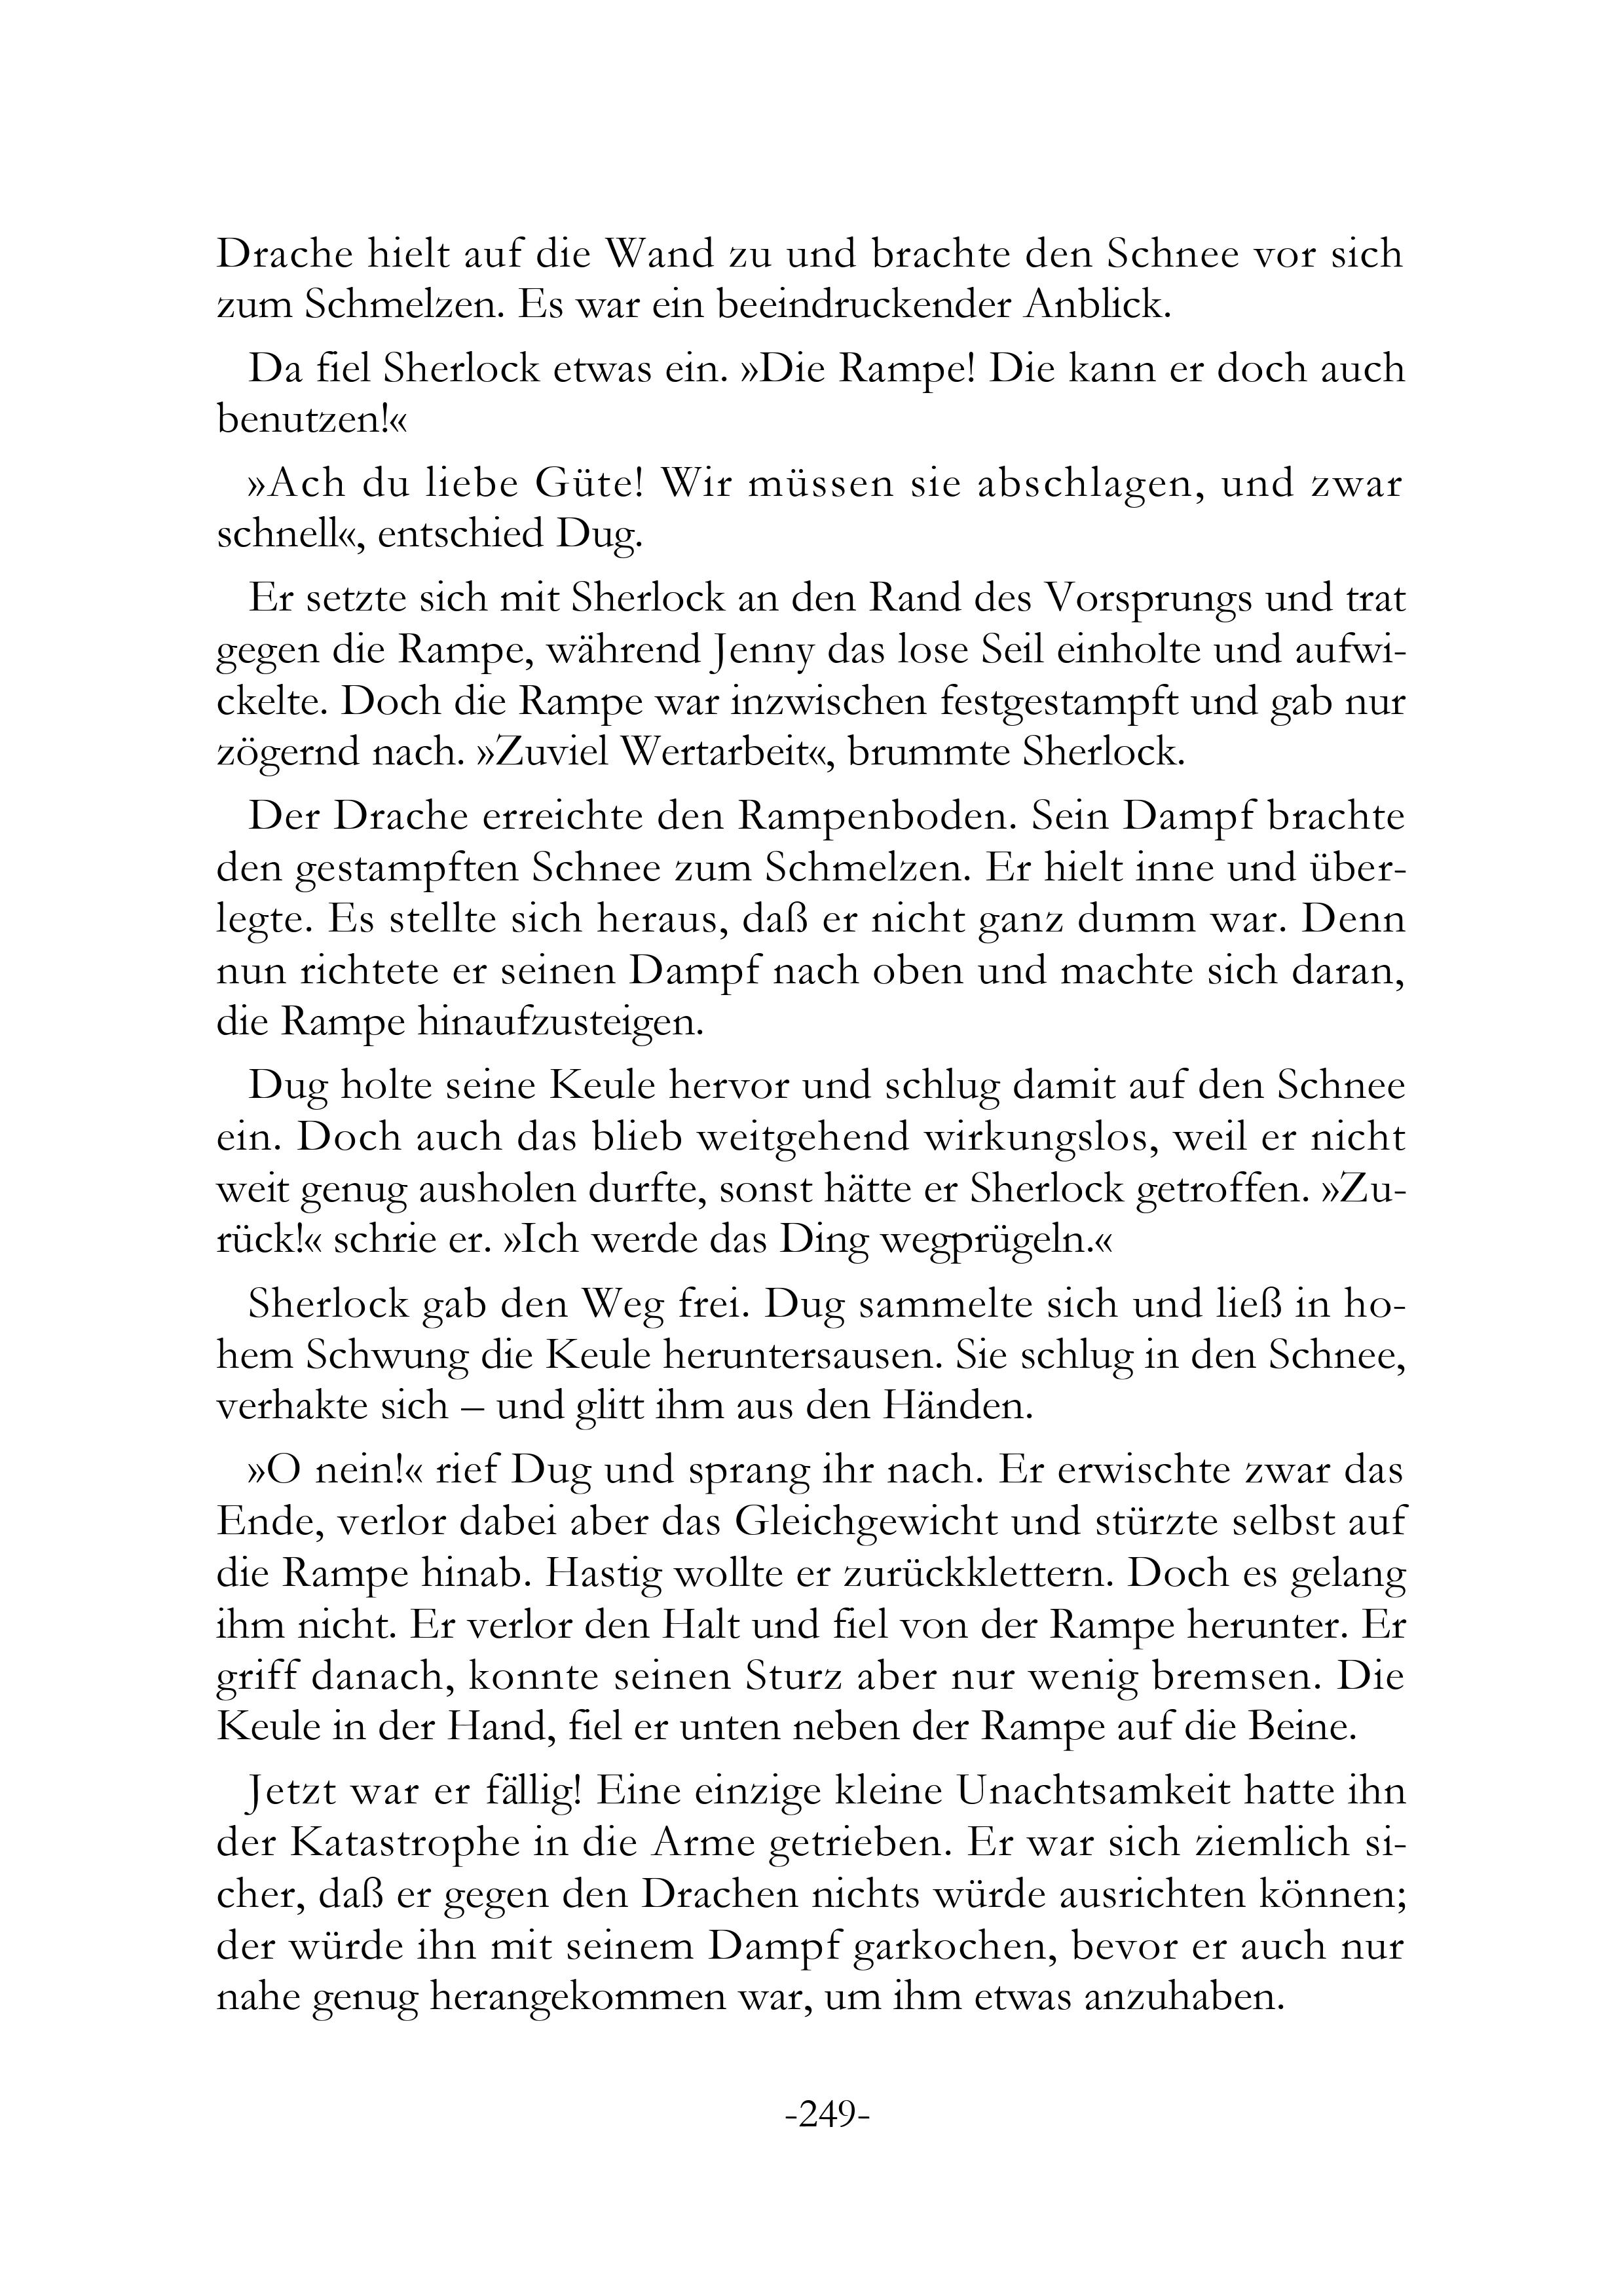 Drache hielt auf die Wand zu und brachte den Schnee vor sich
zum Schmelzen. Es war ein beeindruckender Anblick.
Da fiel Sherlock etwas ein. »Die Rampe! Die kann er doch auch
benutzen!«
»Ach du liebe Güte! Wir müssen sie abschlagen, und zwar
schnell«, entschied Dug.
Er setzte sich mit Sherlock an den Rand des Vorsprungs und trat
gegen die Rampe, während Jenny das lose Seil einholte und aufwi-
ckelte. Doch die Rampe war inzwischen festgestampft und gab nur
zögernd nach. »Zuviel Wertarbeit«, brummte Sherlock.
Der Drache erreichte den Rampenboden. Sein Dampf brachte
den gestampften Schnee zum Schmelzen. Er hielt inne und über-
legte. Es stellte sich heraus, daß er nicht ganz dumm war. Denn
nun richtete er seinen Dampf nach oben und machte sich daran,
die Rampe hinaufzusteigen.
Dug holte seine Keule hervor und schlug damit auf den Schnee
ein. Doch auch das blieb weitgehend wirkungslos, weil er nicht
weit genug ausholen durfte, sonst hätte er Sherlock getroffen. »Zu-
rück!« schrie er. »Ich werde das Ding wegprügeln.«
Sherlock gab den Weg frei. Dug sammelte sich und ließ in ho-
hem Schwung die Keule heruntersausen. Sie schlug in den Schnee,
verhakte sich – und glitt ihm aus den Händen.
»O nein!« rief Dug und sprang ihr nach. Er erwischte zwar das
Ende, verlor dabei aber das Gleichgewicht und stürzte selbst auf
die Rampe hinab. Hastig wollte er zurückklettern. Doch es gelang
ihm nicht. Er verlor den Halt und fiel von der Rampe herunter. Er
griff danach, konnte seinen Sturz aber nur wenig bremsen. Die
Keule in der Hand, fiel er unten neben der Rampe auf die Beine.
Jetzt war er fällig! Eine einzige kleine Unachtsamkeit hatte ihn
der Katastrophe in die Arme getrieben. Er war sich ziemlich si-
cher, daß er gegen den Drachen nichts würde ausrichten können;
der würde ihn mit seinem Dampf garkochen, bevor er auch nur
nahe genug herangekommen war, um ihm etwas anzuhaben.
-249-